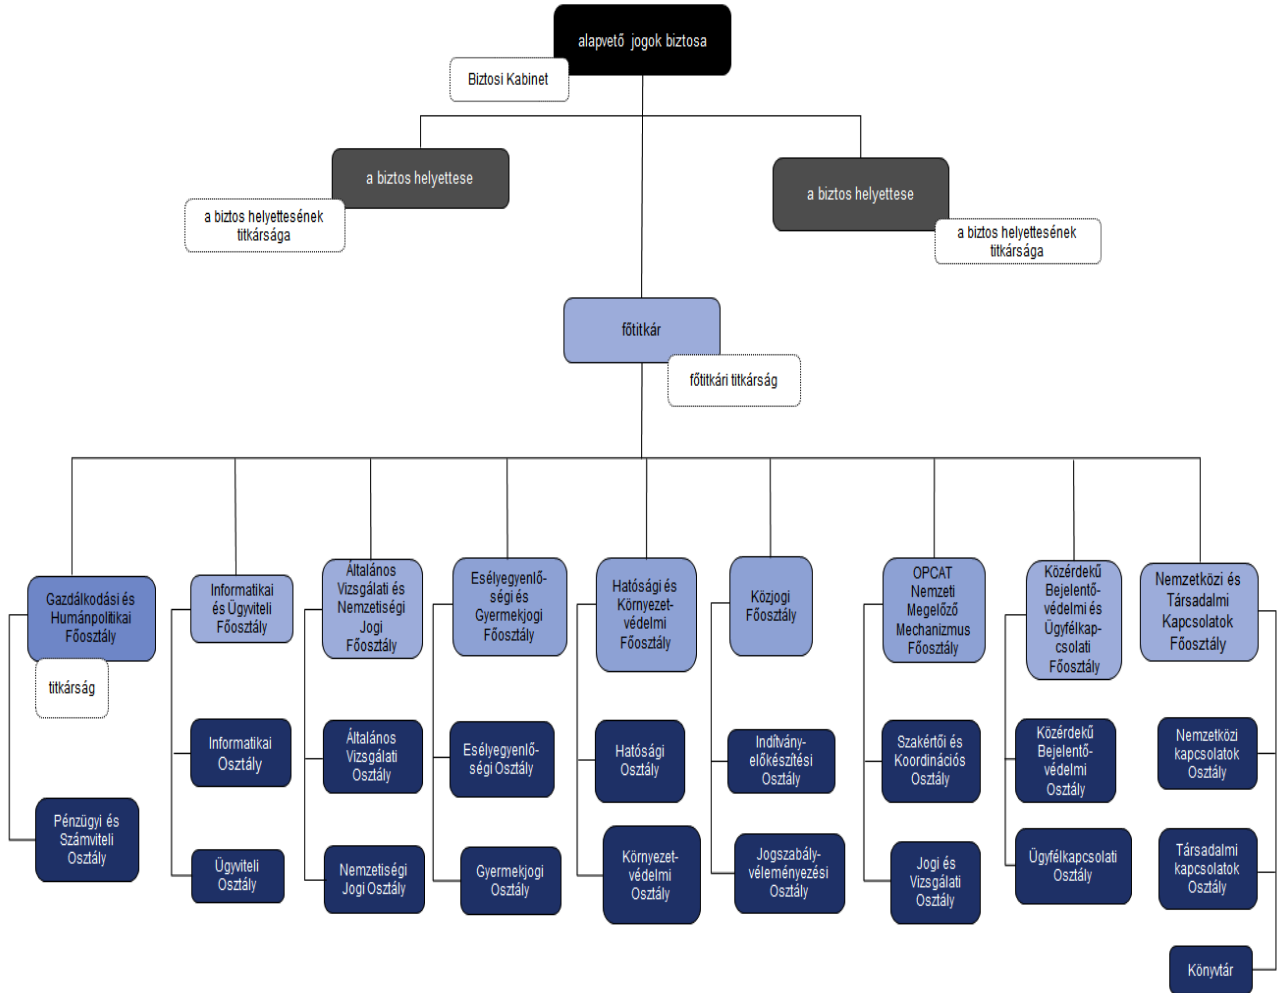 alapvető jogok biztosa
Biztosi Kabinet
a biztos helyettese
a biztos helyettesének
titkársága
a biztos helyettese
a biztos helyettesének
titkársága
főtitkár
főtitkári titkárság
Gazdálkodási és
Humánpolitikai
Főosztály
titkárság
Pénzügyi és
Számviteli
Osztály
Informatikai
és Ügyviteli
Főosztály
Informatikai
Osztály
Ügyviteli
Osztály
Általános
Vizsgálati és
Nemzetiségi
Jogi
Főosztály
Általános
Vizsgálati
Osztály
Nemzetiségi
Jogi Osztály
Esélyegyenlő-
ségi és
Gyermekjogi
Főosztály
Esélyegyenlő-
ségi Osztály
Gyermekjogi
Osztály
Hatósági és
Környezet-
védelmi
Főosztály
Hatósági
Osztály
Környezet-
védelmi
Osztály
Közjogi
Főosztály
Indítvány-
előkészítési
Osztály
Jogszabály-
véleményezési
Osztály
OPCAT
Nemzeti
Megelőző
Mechanizmus
Főosztály
Szakértői és
Koordinációs
Osztály
Jogi és
Vizsgálati
Osztály
Közérdekű
Bejelentő-
védelmi és
Ügyfélkap-
csolati
Főosztály
Közérdekű
Bejelentő-
védelmi
Osztály
Ügyfélkapcsolati
Osztály
Nemzetközi és
Társadalmi
Kapcsolatok
Főosztály
Nemzetközi
kapcsolatok
Osztály
Társadalmi
kapcsolatok
Osztály
Könyvtár